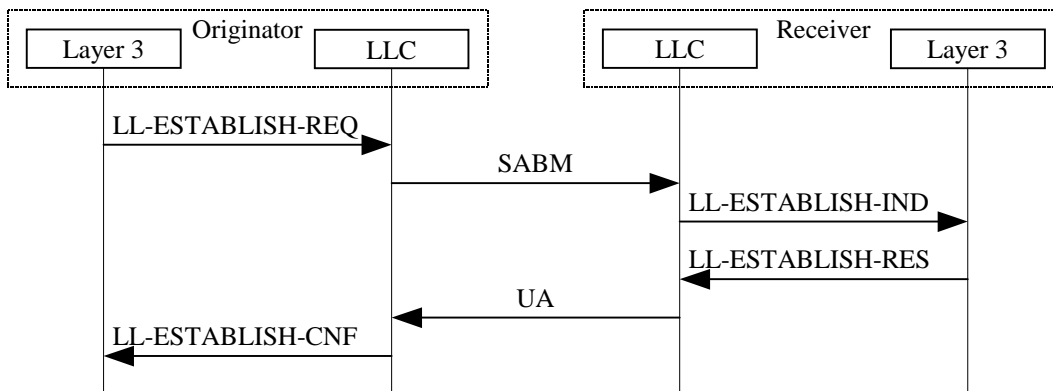 Originator
Receiver
Layer 3
LLC
LLC
Layer 3
LL-ESTABLISH-REQ
SABM
LL-ESTABLISH-IND
LL-ESTABLISH-RES
UA
LL-ESTABLISH-CNF